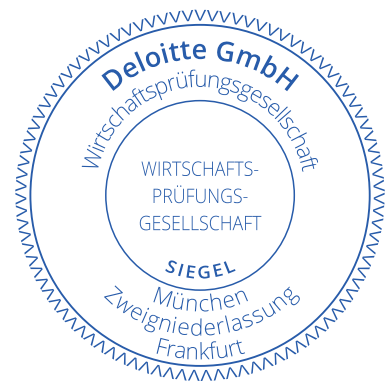 Deloitte GmbH
Wirtschaftsprüfungsgesellschaft
WIRTSCHAFTS-
PRÜFUNGS-
GESELLSCHAFT
SIEGEL
München
Zweigniederlassung
Frankfurt